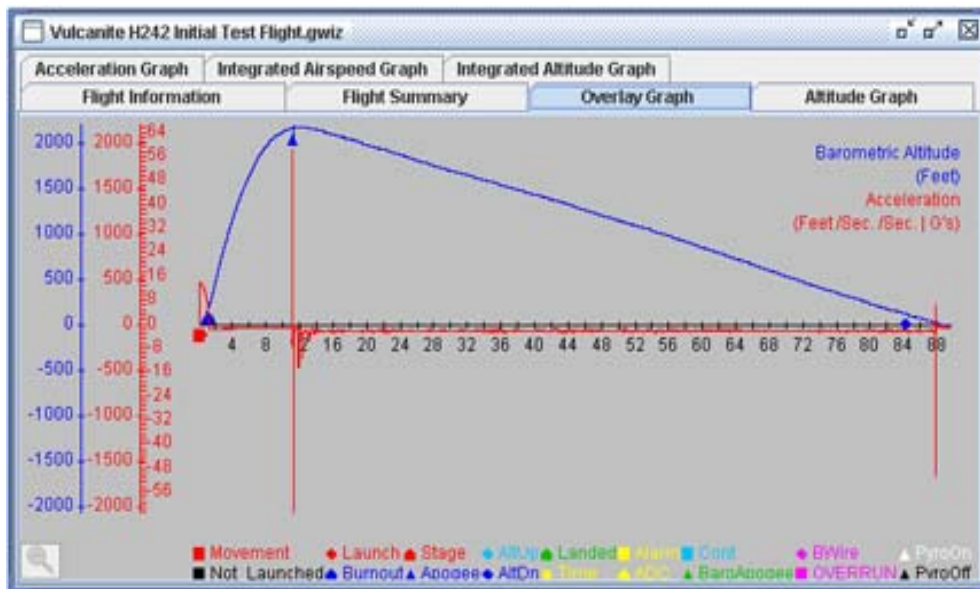 Vulcanite H242 Initial Test Flight.gwiz
Acceleration Graph Integrated Airspeed Graph Integrated Altitude Graph
Flight Information Flight Summary Overlay Graph Altitude Graph
Barometric Altitude
(Feet)
Acceleration
(Feet /Sec. /Sec. | G's)
2000 2000 64
56
1500 1500 48
40
1000 1000 32
24
500 500 16
8
0 0 0
-8
-500 -500 -16
-24
-1000 -1000 -32
-40
-1500 -1500 -48
-56
-2000 -2000
4 8 12 16 20 24 28 32 36 40 44 48 52 56 60 64 68 72 76 80 84 88
Movement Launch Stage AltUp Landed Alarm Cont. BWire PyroOn
Not Launched Burnout Apogee AltDn Time ADC BaroApogee OVERRUN PyroOff